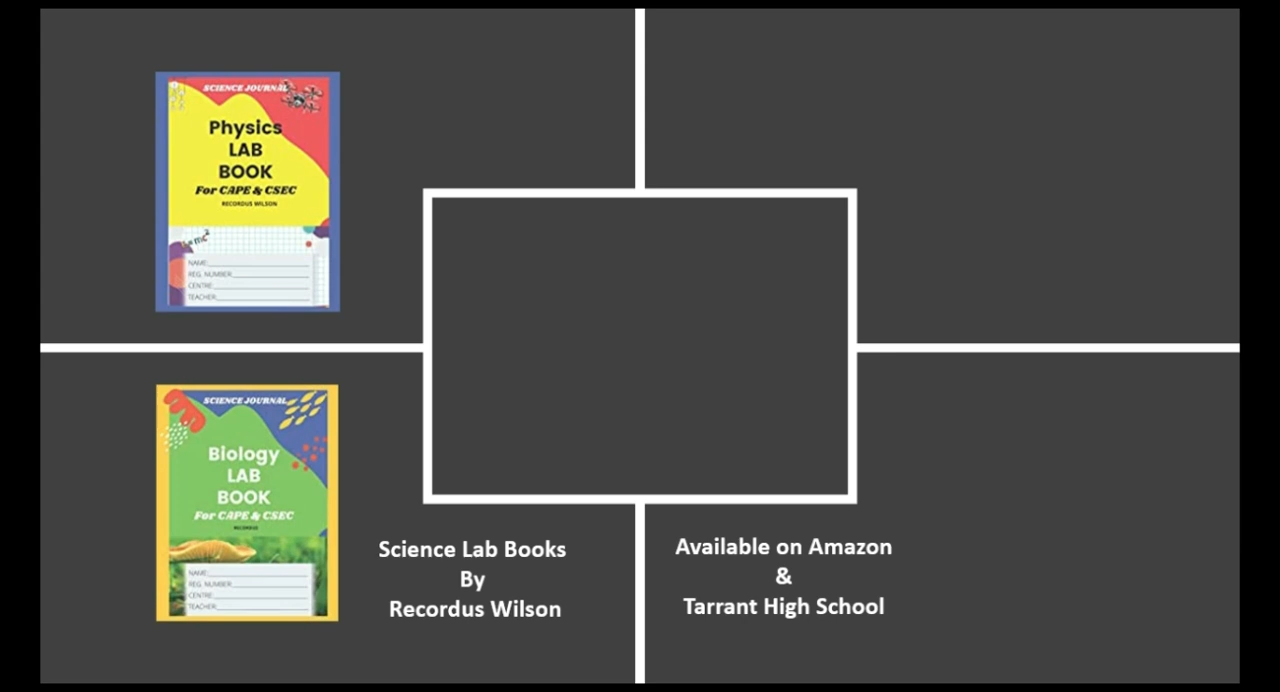 SCIENCE JOURNAL
Physics
LAB
BOOK
For CAPE & CSEC
RECORDUS WILSON
NAME:
REG. NUMBER:
CENTRE:
TEACHER:
SCIENCE JOURNAL
Biology
LAB
BOOK
For CAPE & CSEC
RECORDUS
NAME:
REG. NUMBER:
CENTRE:
TEACHER:
Science Lab Books
By
Recordus Wilson
Available on Amazon
&
Tarrant High School